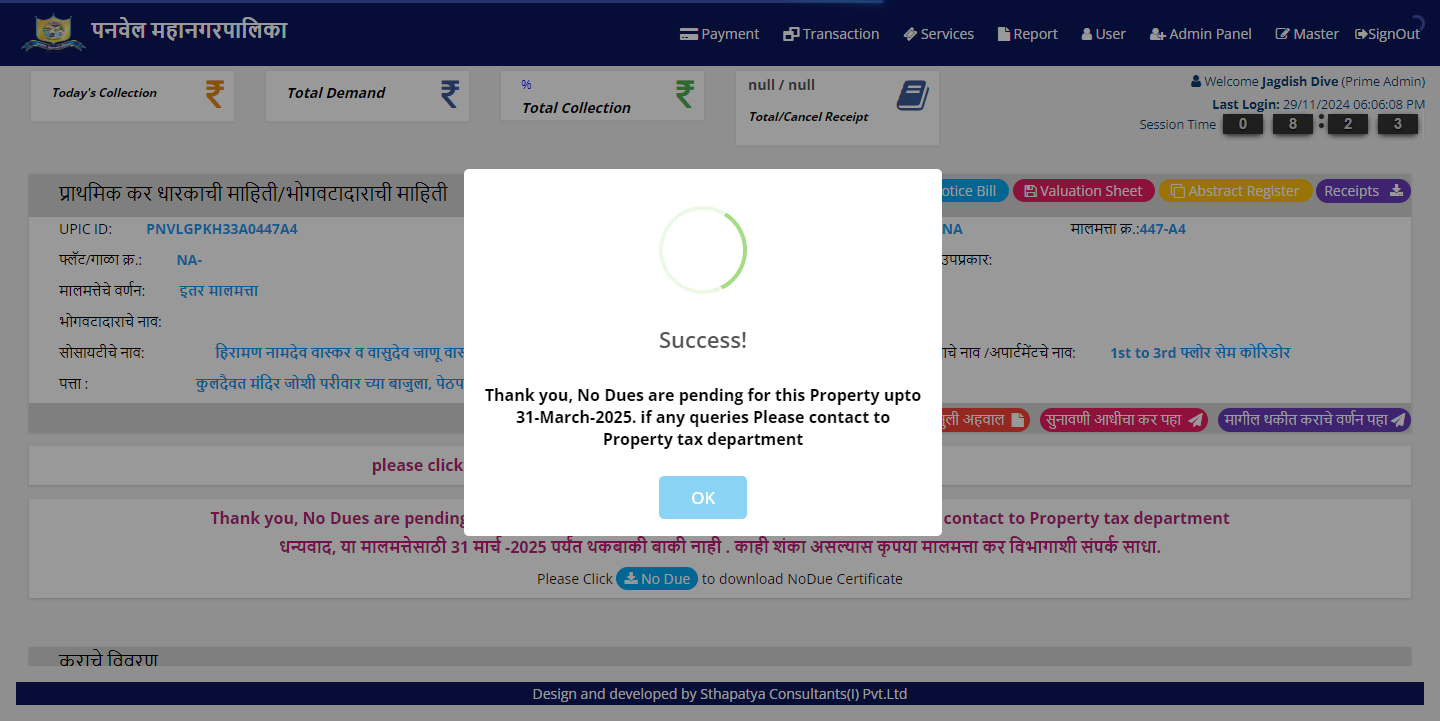 पनवेल महानगरपालिका
Payment Transaction Services Report User Admin Panel Master SignOut
Today's Collection
Total Demand
%
Total Collection
null / null
Total/Cancel Receipt
Welcome Jagdish Dive (Prime Admin)
Last Login: 29/11/2024 06:06:08 PM
Session Time 0 8 : 2 3
प्राथमिक कर धारकाची माहिती/भोगवटादाराची माहिती
otice Bill Valuation Sheet Abstract Register Receipts
UPIC ID: PNVLGPKH33A0447A4 NA मालमत्ता क्र.:447-A4
फ्लॅट/गाळा क्र.: NA- उपप्रकार:
मालमत्तेचे वर्णन: इतर मालमत्ता
भोगवटादाराचे नाव:
सोसायटीचे नाव: हिरामण नामदेव वास्कर व वासुदेव जाणू वास ाचे नाव /अपार्टमेंटचे नाव: 1st to 3rd फ्लोर सेम कोरिडोर
पत्ता : कुलदैवत मंदिर जोशी परीवार च्या बाजुला, पेठप
ुली अहवाल सुनावणी आधीचा कर पहा मागील थकीत कराचे वर्णन पहा
please click
Thank you, No Dues are pending contact to Property tax department
धन्यवाद, या मालमत्तेसाठी 31 मार्च -2025 पर्यंत थकबाकी बाकी नाही . काही शंका असल्यास कृपया मालमत्ता कर विभागाशी संपर्क साधा.
Please Click No Due to download NoDue Certificate
Success!
Thank you, No Dues are pending for this Property upto
31-March-2025. if any queries Please contact to
Property tax department
OK
कराचे विवरण
Design and developed by Sthapatya Consultants(I) Pvt.Ltd